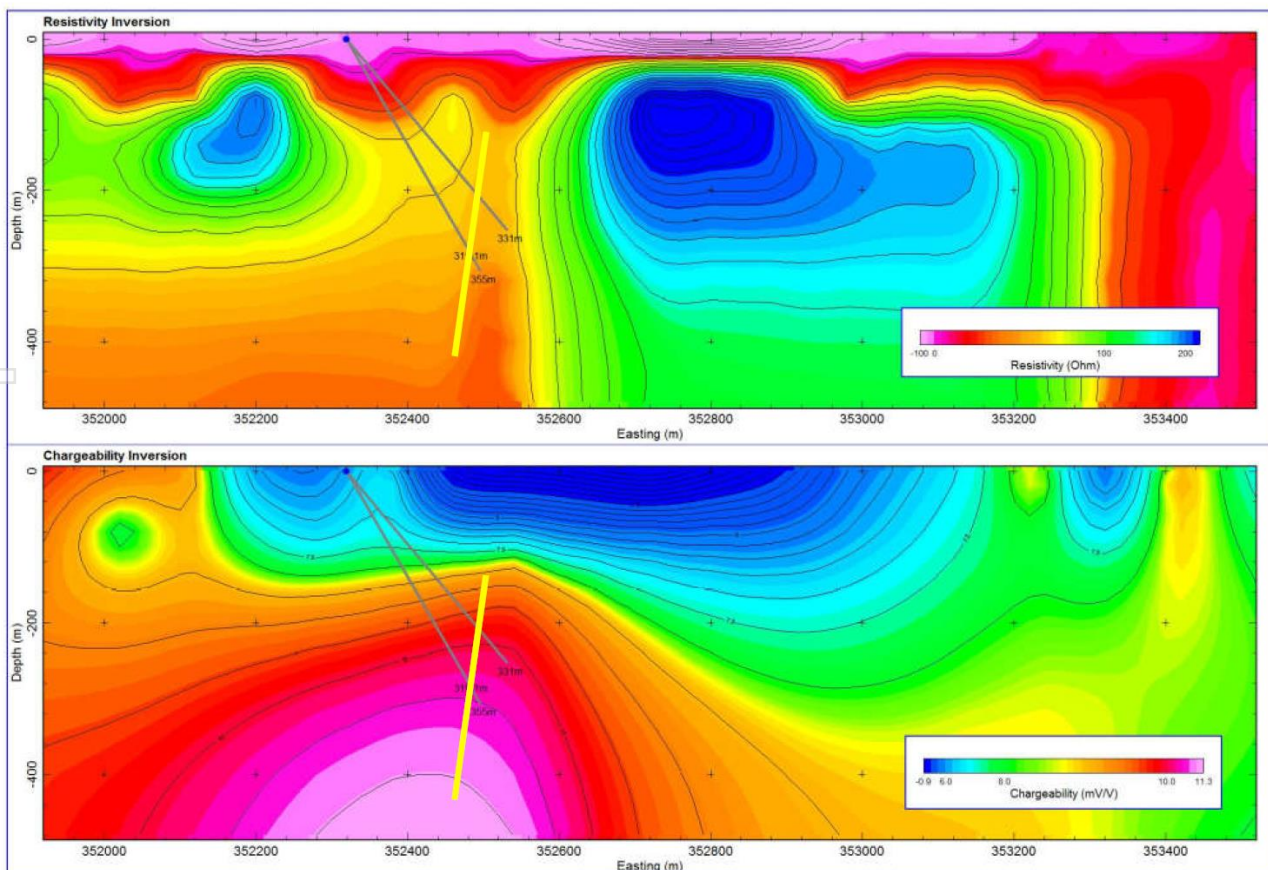 Resistivity Inversion
0
-200
-400
Depth (m)
331m
355m
-100 0 100 200
Resistivity (Ohm)
352000 352200 352400 352600 352800 353000 353200 353400
Easting (m)
Chargeability Inversion
0
-200
-400
Depth (m)
331m
355m
-0.9 6.0 8.0 10.0 11.3
Chargeability (mV/V)
352000 352200 352400 352600 352800 353000 353200 353400
Easting (m)